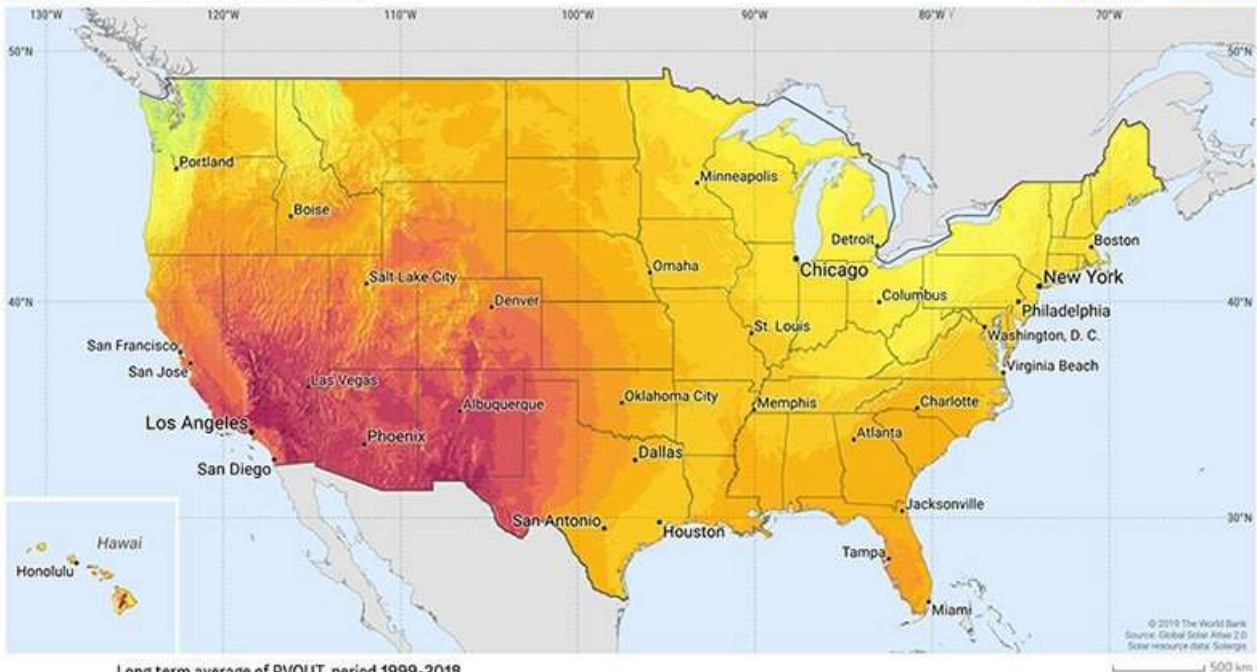 130°W
120°W
110°W
100°W
90°W
80°W
70°W
50°N
50°N
Portland
Minneapolis
Boise
Detroit
Boston
Omaha
Chicago
Salt Lake City
New York
Denver
Columbus
40°N
40°N
Philadelphia
St. Louis
Washington, D. C.
San Francisco
Virginia Beach
San Jose
Las Vegas
Oklahoma City
Memphis
Charlotte
Albuquerque
Los Angeles
Phoenix
Atlanta
Dallas
San Diego
Jacksonville
San Antonio
30°N
Houston
Hawai
Tampa
Honolulu
Miami
© 2019 The World Bank
Source: Global Solar Atlas 2.0
Solar resource data: Solargis
Long term average of PVOUT, period 1999-2018
500 km